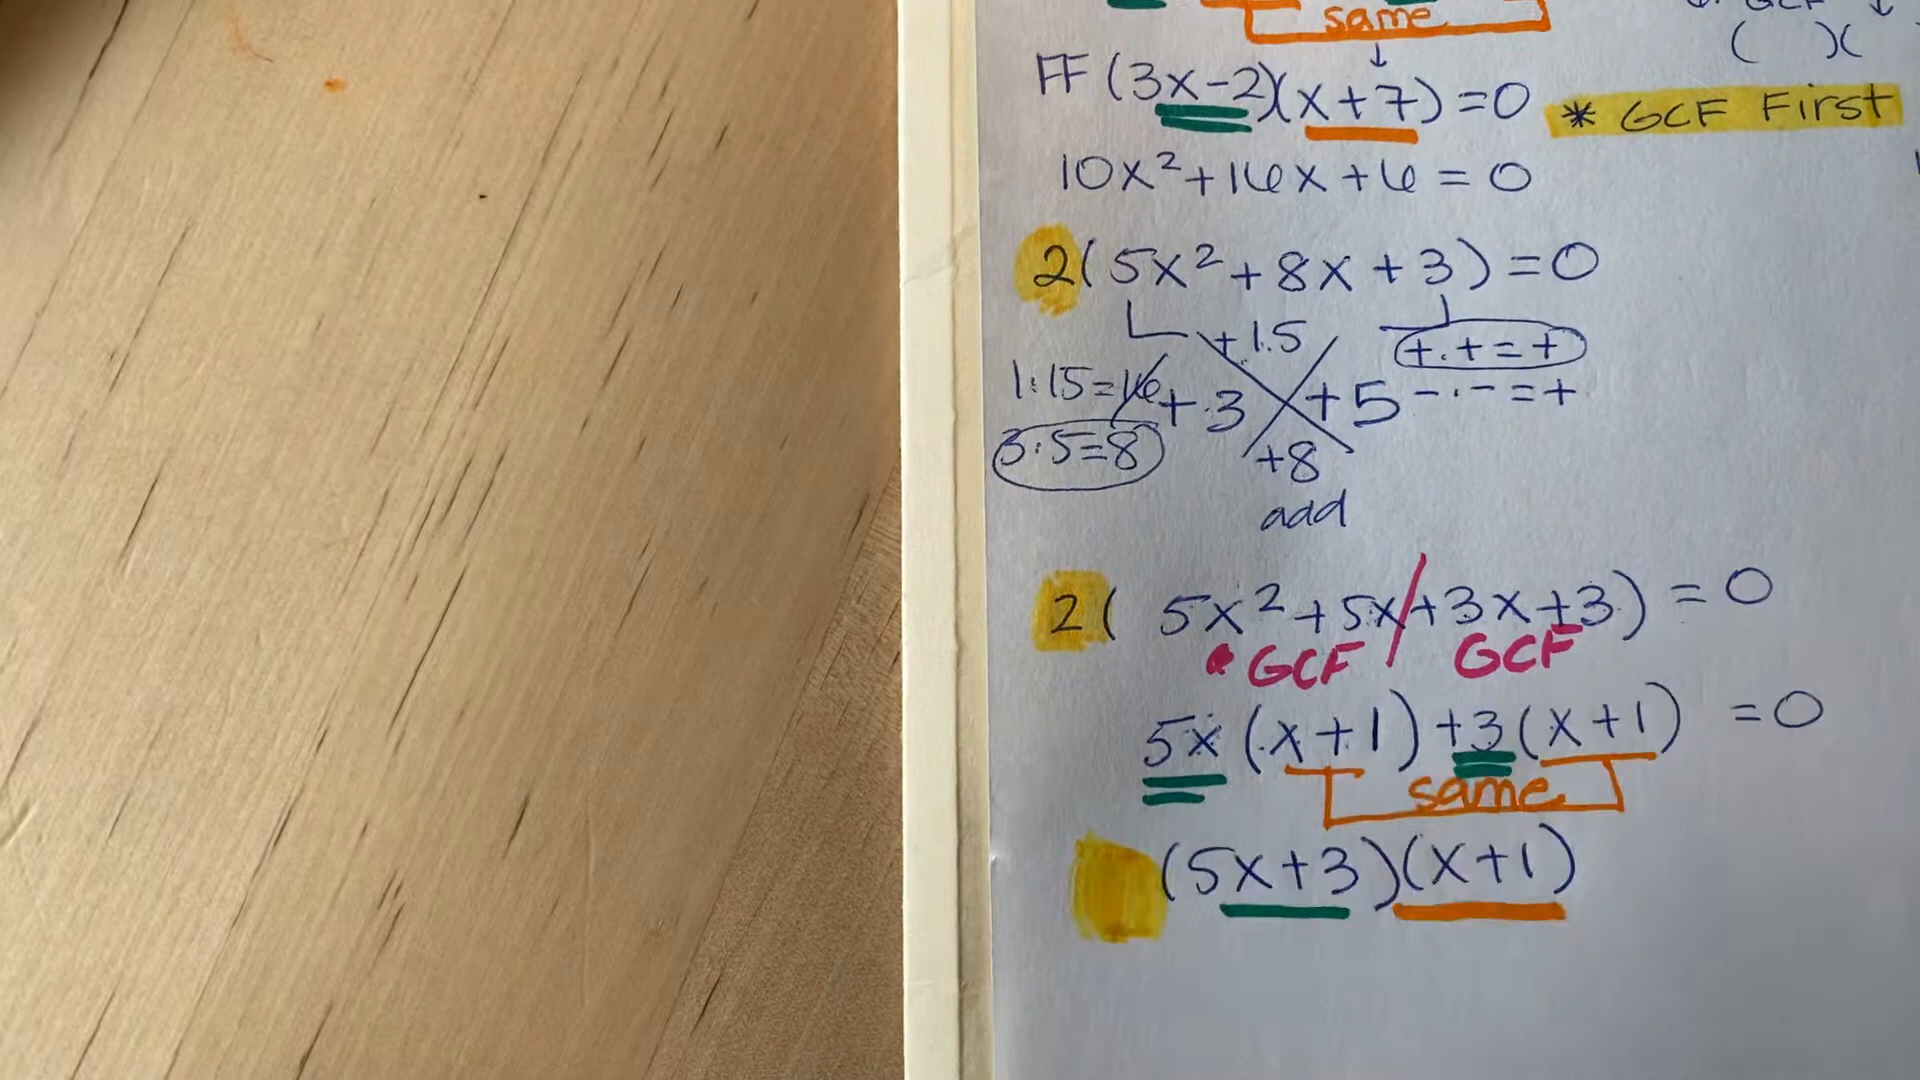 same
GCF
( )(
FF (3x-2)(x+7)=0
* GCF First
10x²+16x+6=0
2(5x²+8x+3)=0
+15
+.+=+
1.15=16
+3 +5
-.-=+
3.5=8
+8
add
2( 5x²+5x/+3x+3)=0
GCF GCF
5x(x+1)+3(x+1) =0
same
(5x+3)(x+1)